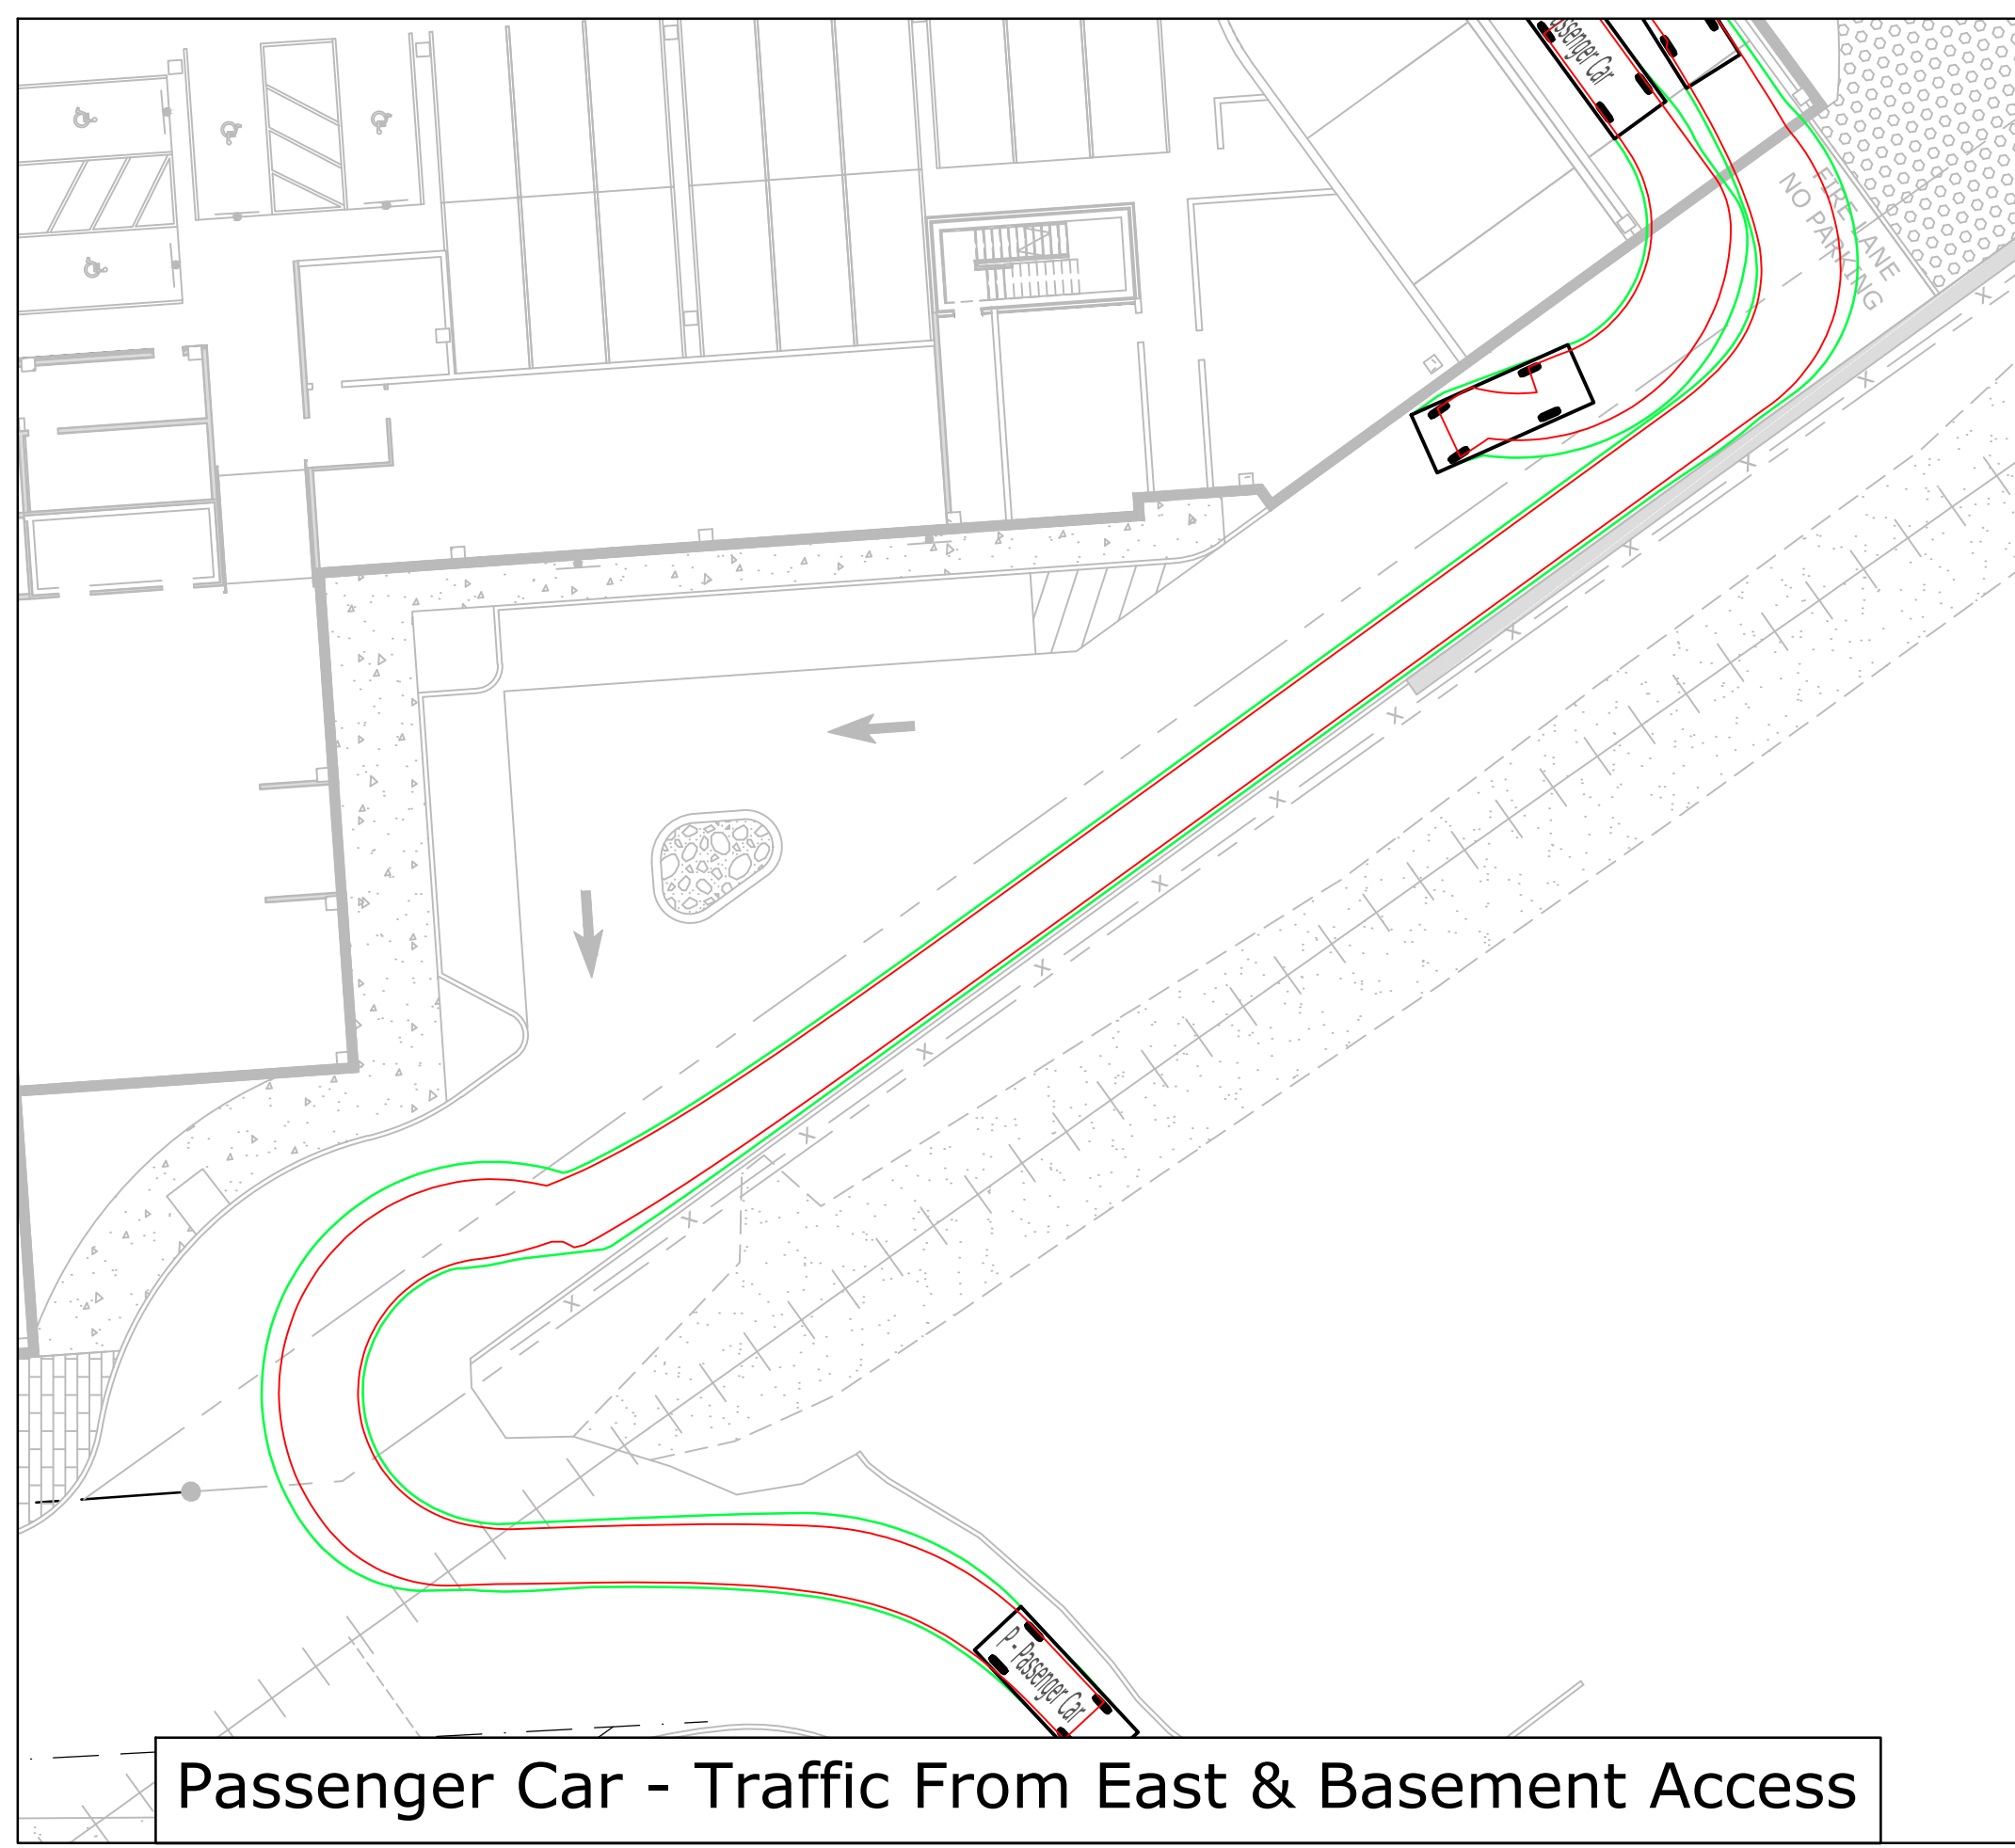 Passenger Car
FIRE LANE
NO PARKING
P - Passenger Car
Passenger Car - Traffic From East & Basement Access